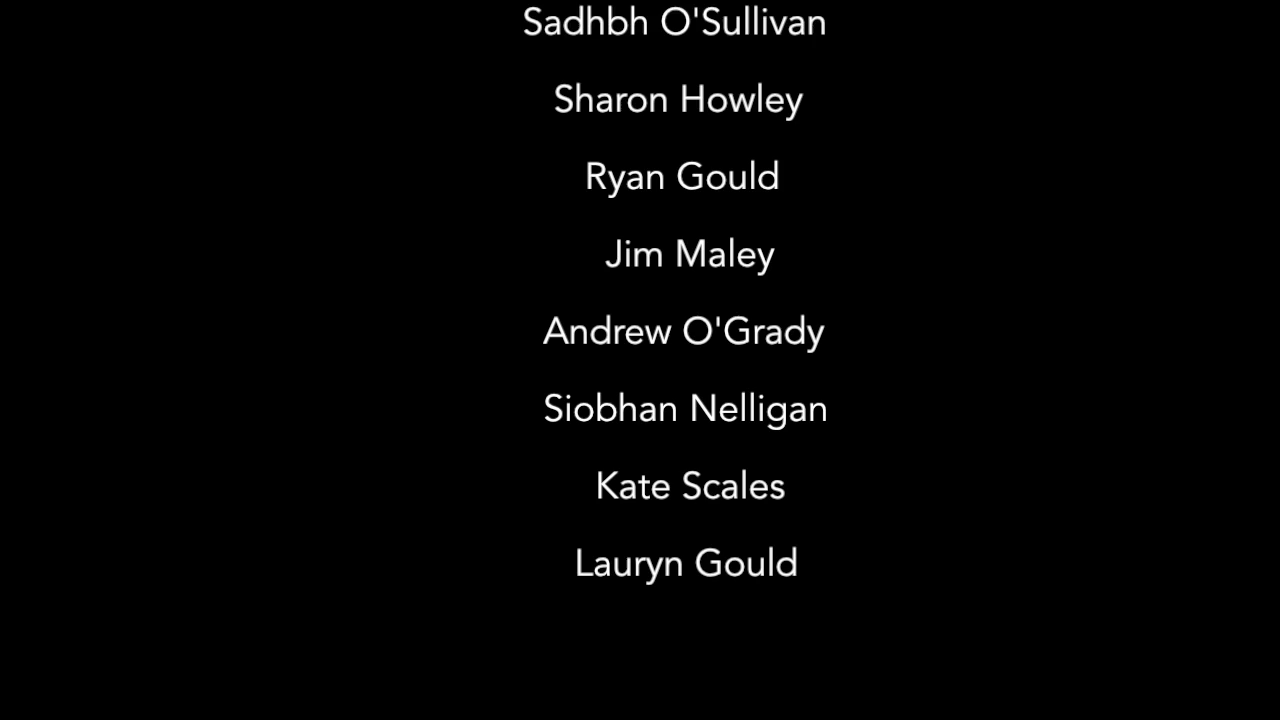 Sadhbh O'Sullivan
Sharon Howley
Ryan Gould
Jim Maley
Andrew O'Grady
Siobhan Nelligan
Kate Scales
Lauryn Gould